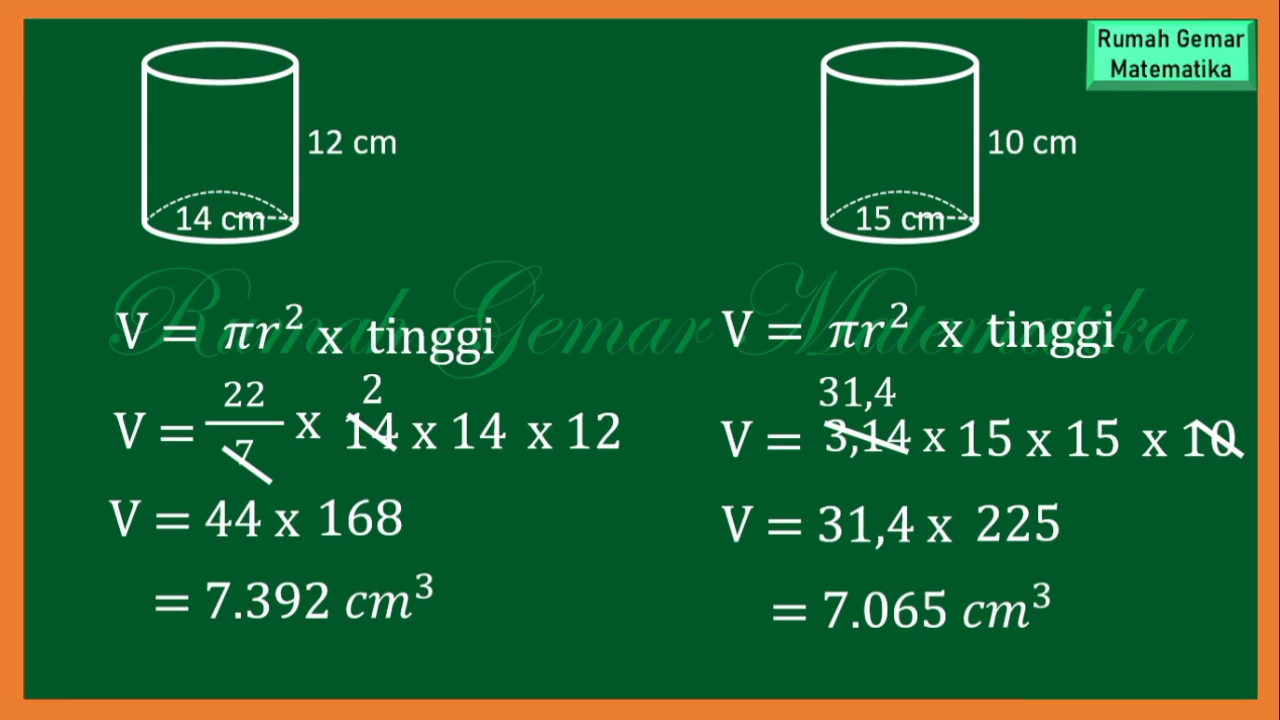 Rumah Gemar
Matematika
12 cm
14 cm
10 cm
15 cm
Rumah Gemar Matematika
V = πr² x tinggi
2
V = 22/7 x 14 x 14 x 12
V = 44 x 168
= 7.392 cm³
V = πr² x tinggi
31,4
V = 3,14 x 15 x 15 x 10
V = 31,4 x 225
= 7.065 cm³